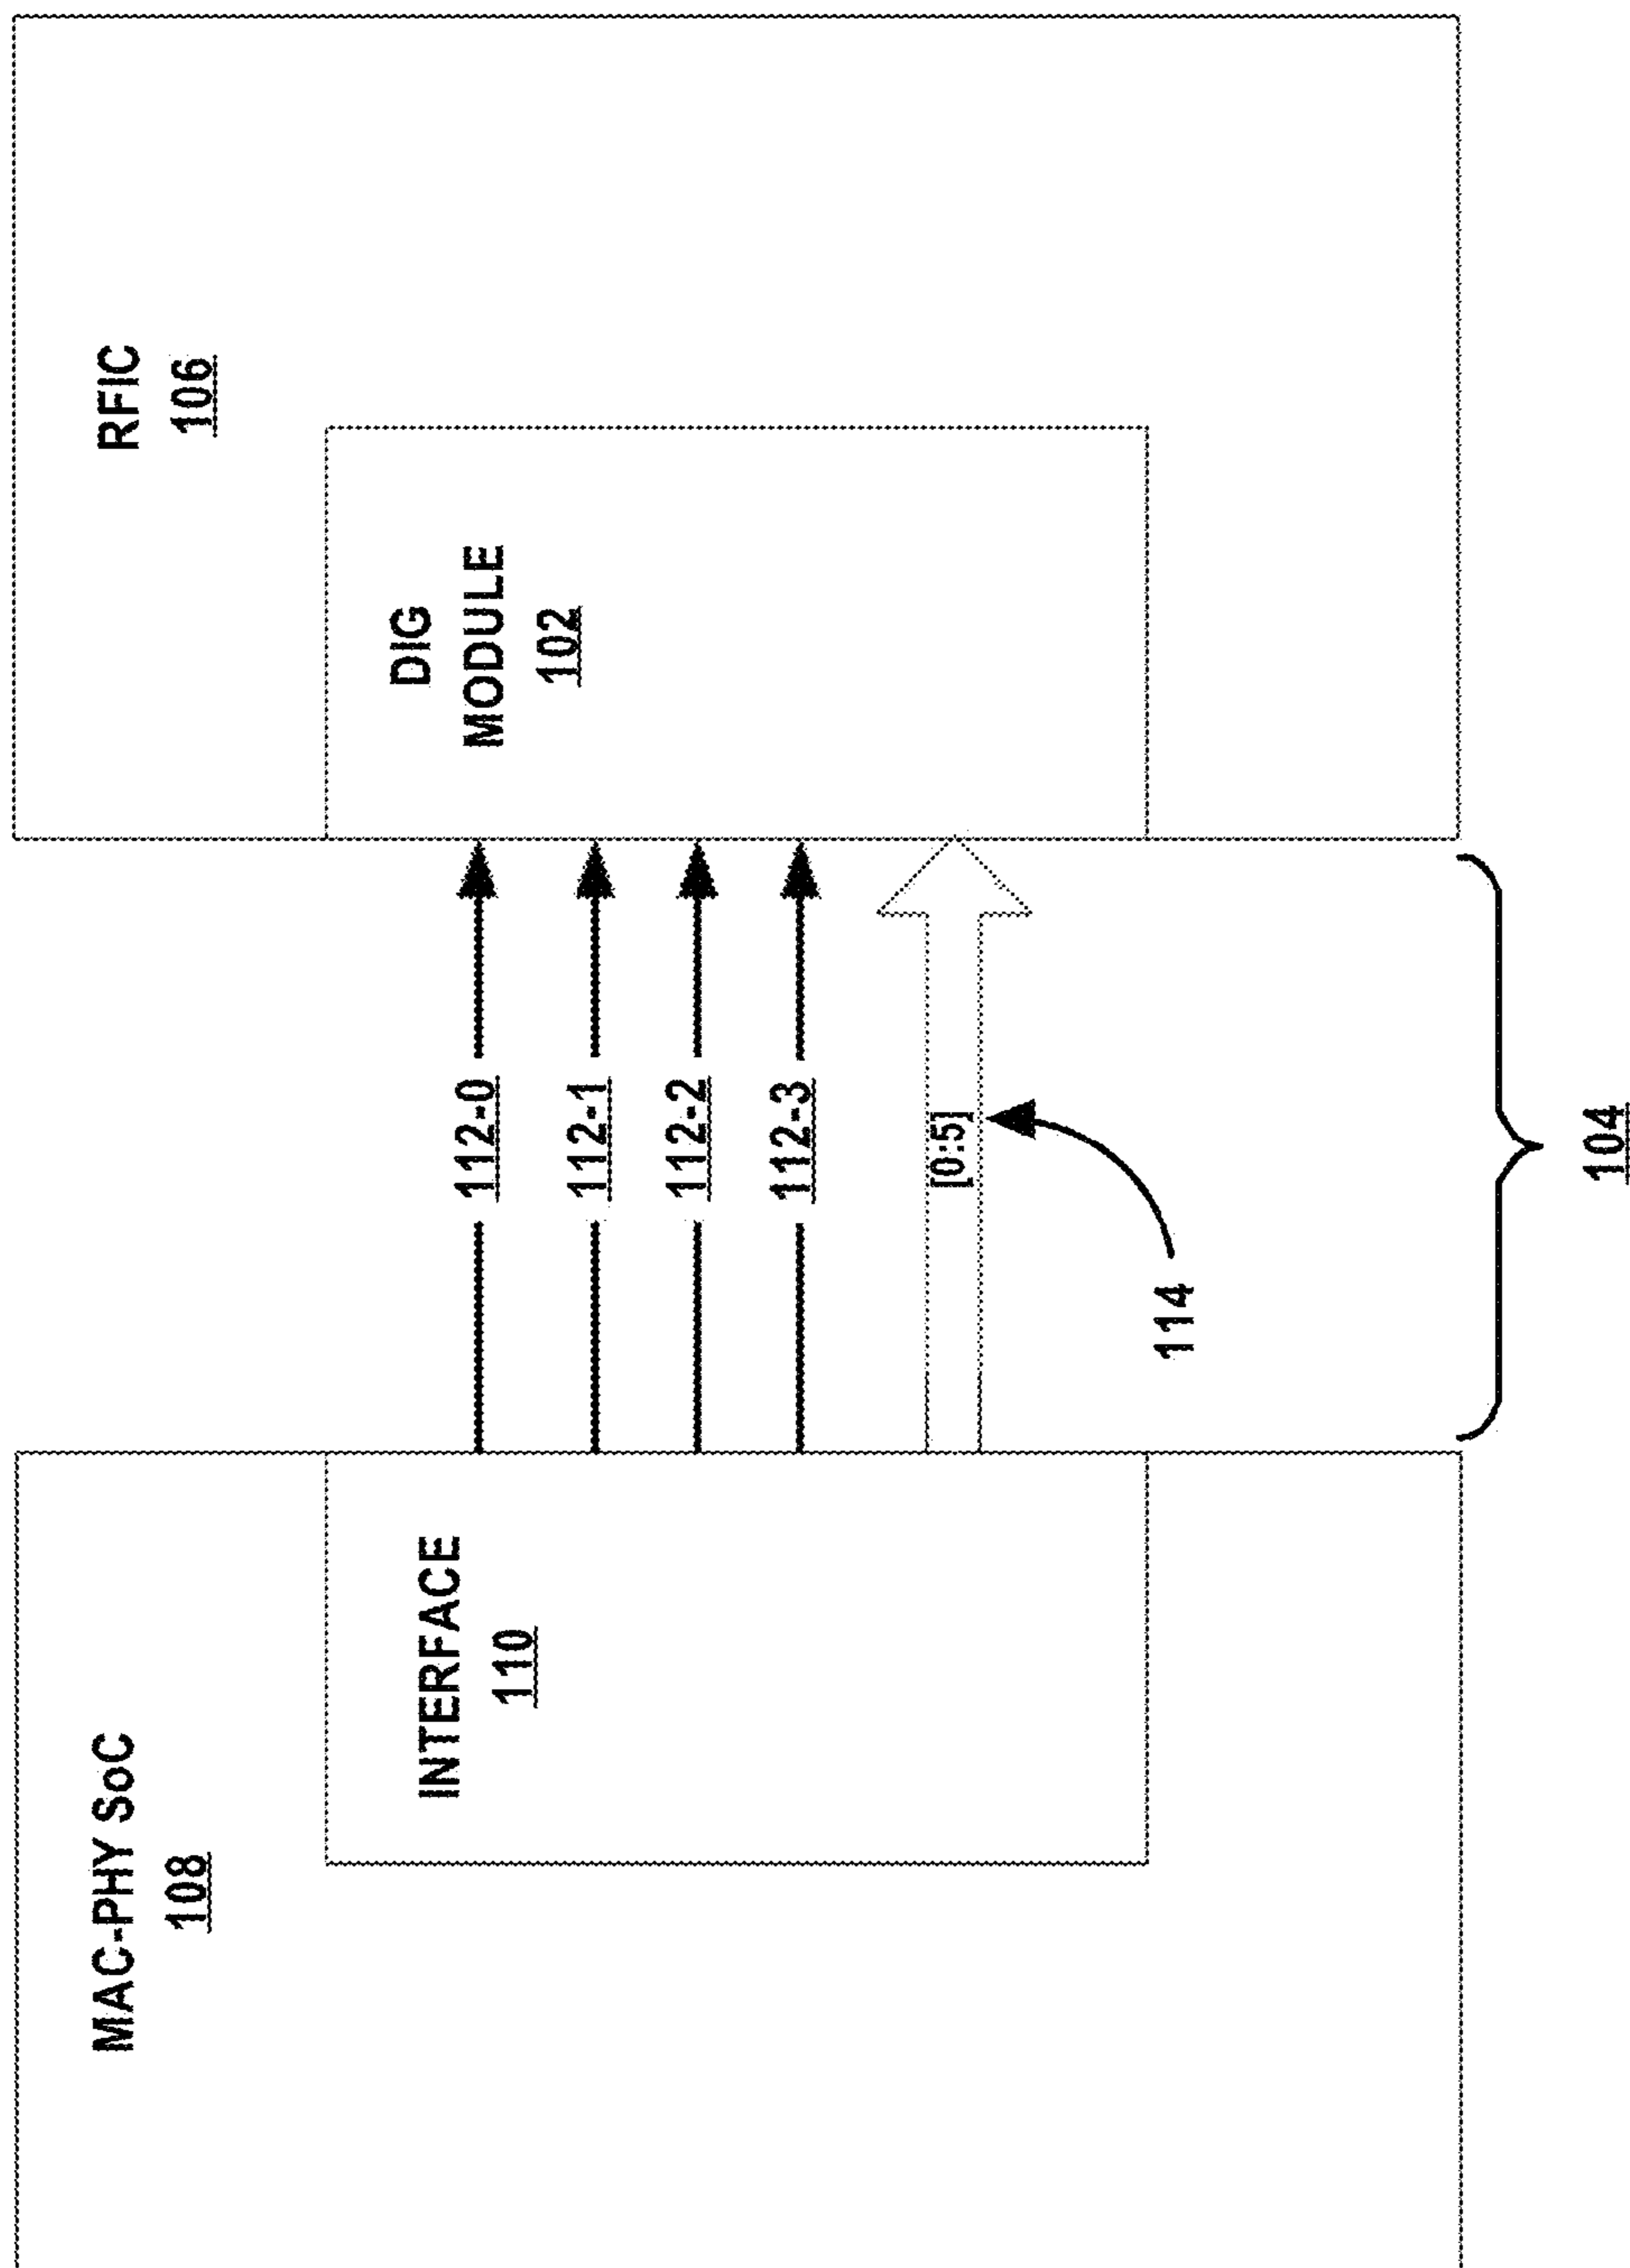 MAC-PHY SoC
108
INTERFACE
110
112-0
112-1
112-2
112-3
[0:5]
114
104
RFIC
106
DIG
MODULE
102